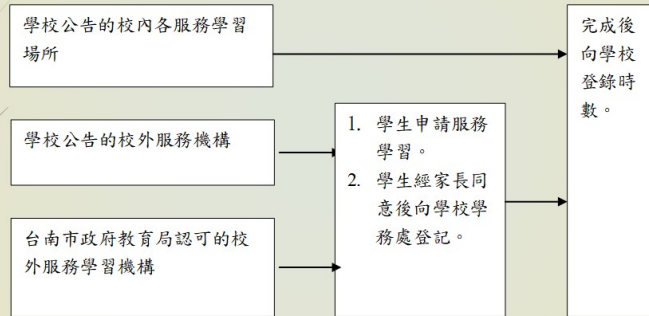 學校公告的校內各服務學習
場所
完成後
向學校
登錄時
數。
學校公告的校外服務機構
1. 學生申請服務
學習。
2. 學生經家長同
意後向學校學
務處登記。
台南市政府教育局認可的校
外服務學習機構